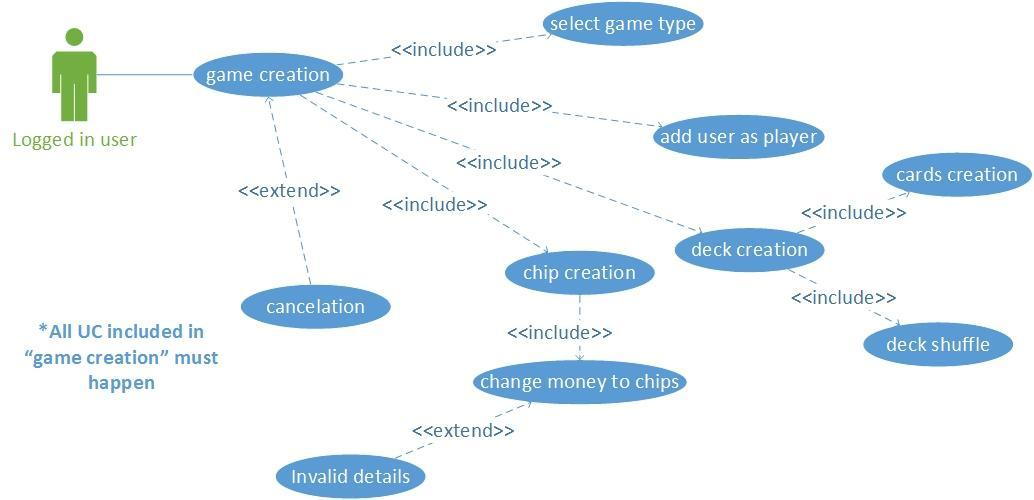 select game type
<<include>>
game creation
<<include>>
add user as player
Logged in user
<<include>>
cards creation
<<extend>>
<<include>>
<<include>>
deck creation
chip creation
<<include>>
cancelation
*All UC included in
“game creation” must
happen
<<include>>
deck shuffle
change money to chips
<<extend>>
Invalid details